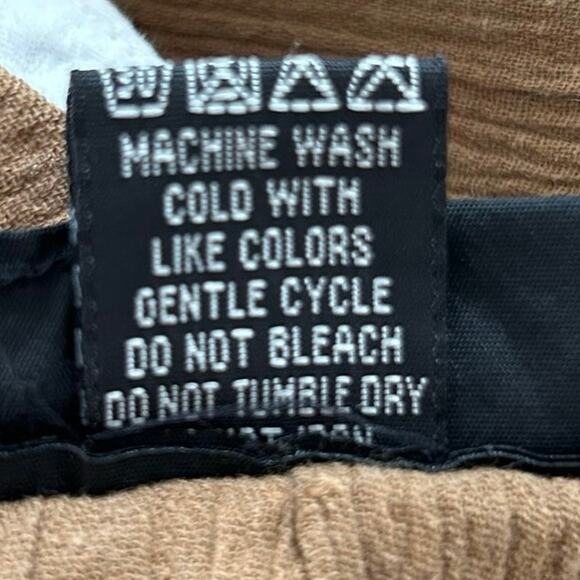 MACHINE WASH
COLD WITH
LIKE COLORS
GENTLE CYCLE
DO NOT BLEACH
DO NOT TUMBLE DRY